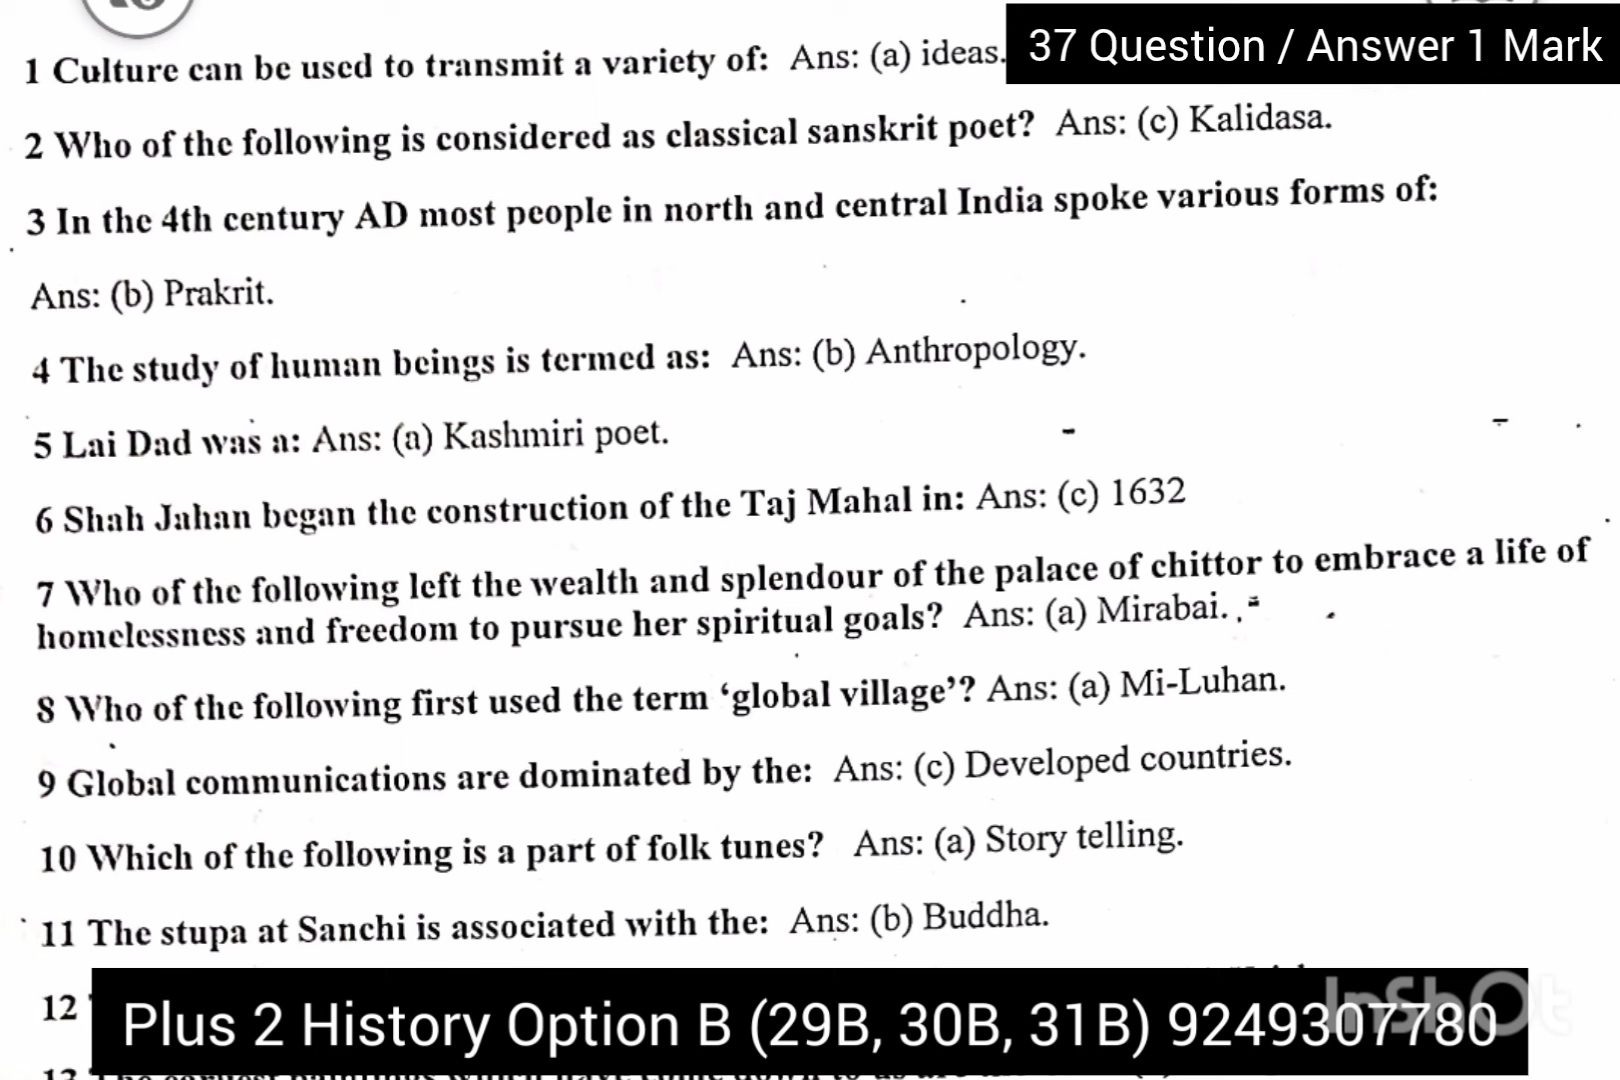 37 Question / Answer 1 Mark
1 Culture can be used to transmit a variety of: Ans: (a) ideas.
2 Who of the following is considered as classical sanskrit poet? Ans: (c) Kalidasa.
3 In the 4th century AD most people in north and central India spoke various forms of:
Ans: (b) Prakrit.
4 The study of human beings is termed as: Ans: (b) Anthropology.
5 Lai Dad was a: Ans: (a) Kashmiri poet.
6 Shah Jahan began the construction of the Taj Mahal in: Ans: (c) 1632
7 Who of the following left the wealth and splendour of the palace of chittor to embrace a life of
homelessness and freedom to pursue her spiritual goals? Ans: (a) Mirabai.
8 Who of the following first used the term ‘global village’? Ans: (a) Mi-Luhan.
9 Global communications are dominated by the: Ans: (c) Developed countries.
10 Which of the following is a part of folk tunes? Ans: (a) Story telling.
11 The stupa at Sanchi is associated with the: Ans: (b) Buddha.
12
Plus 2 History Option B (29B, 30B, 31B) 9249307780
InShOt